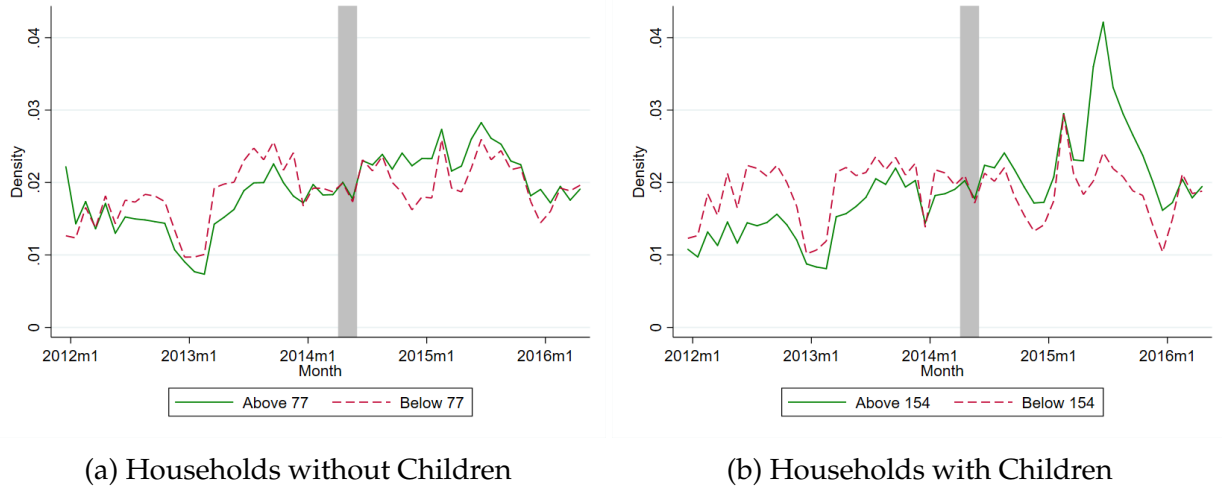 .04
.03
.02
.01
0
Density
2012m1 2013m1 2014m1 2015m1 2016m1
Month
Above 77 Below 77
(a) Households without Children
.04
.03
.02
.01
0
Density
2012m1 2013m1 2014m1 2015m1 2016m1
Month
Above 154 Below 154
(b) Households with Children